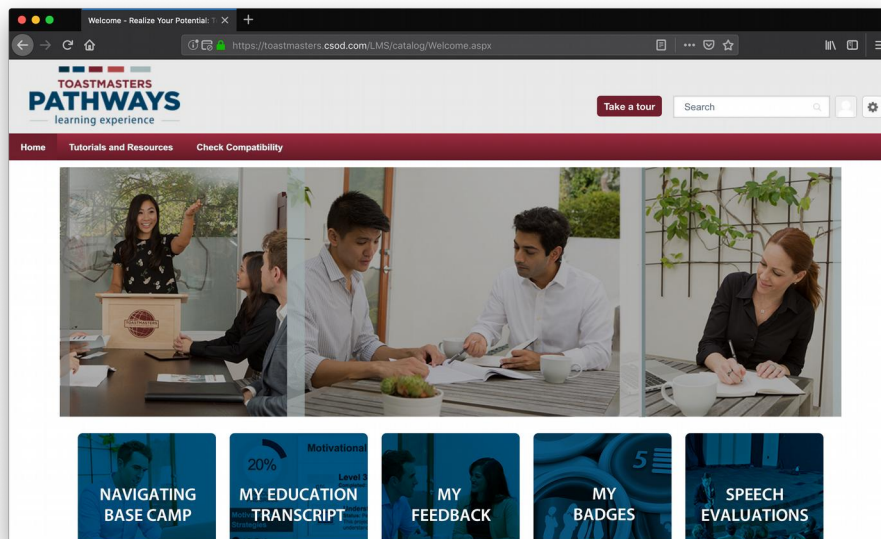 Welcome - Realize Your Potential: T
https://toastmasters.csod.com/LMS/catalog/Welcome.aspx
TOASTMASTERS
PATHWAYS
learning experience
Take a tour
Search
Home Tutorials and Resources Check Compatibility
TOASTMASTERS
20%
Motivational
Level 3
5
NAVIGATING
BASE CAMP
MY EDUCATION
TRANSCRIPT
MY
FEEDBACK
MY
BADGES
SPEECH
EVALUATIONS
Strategies